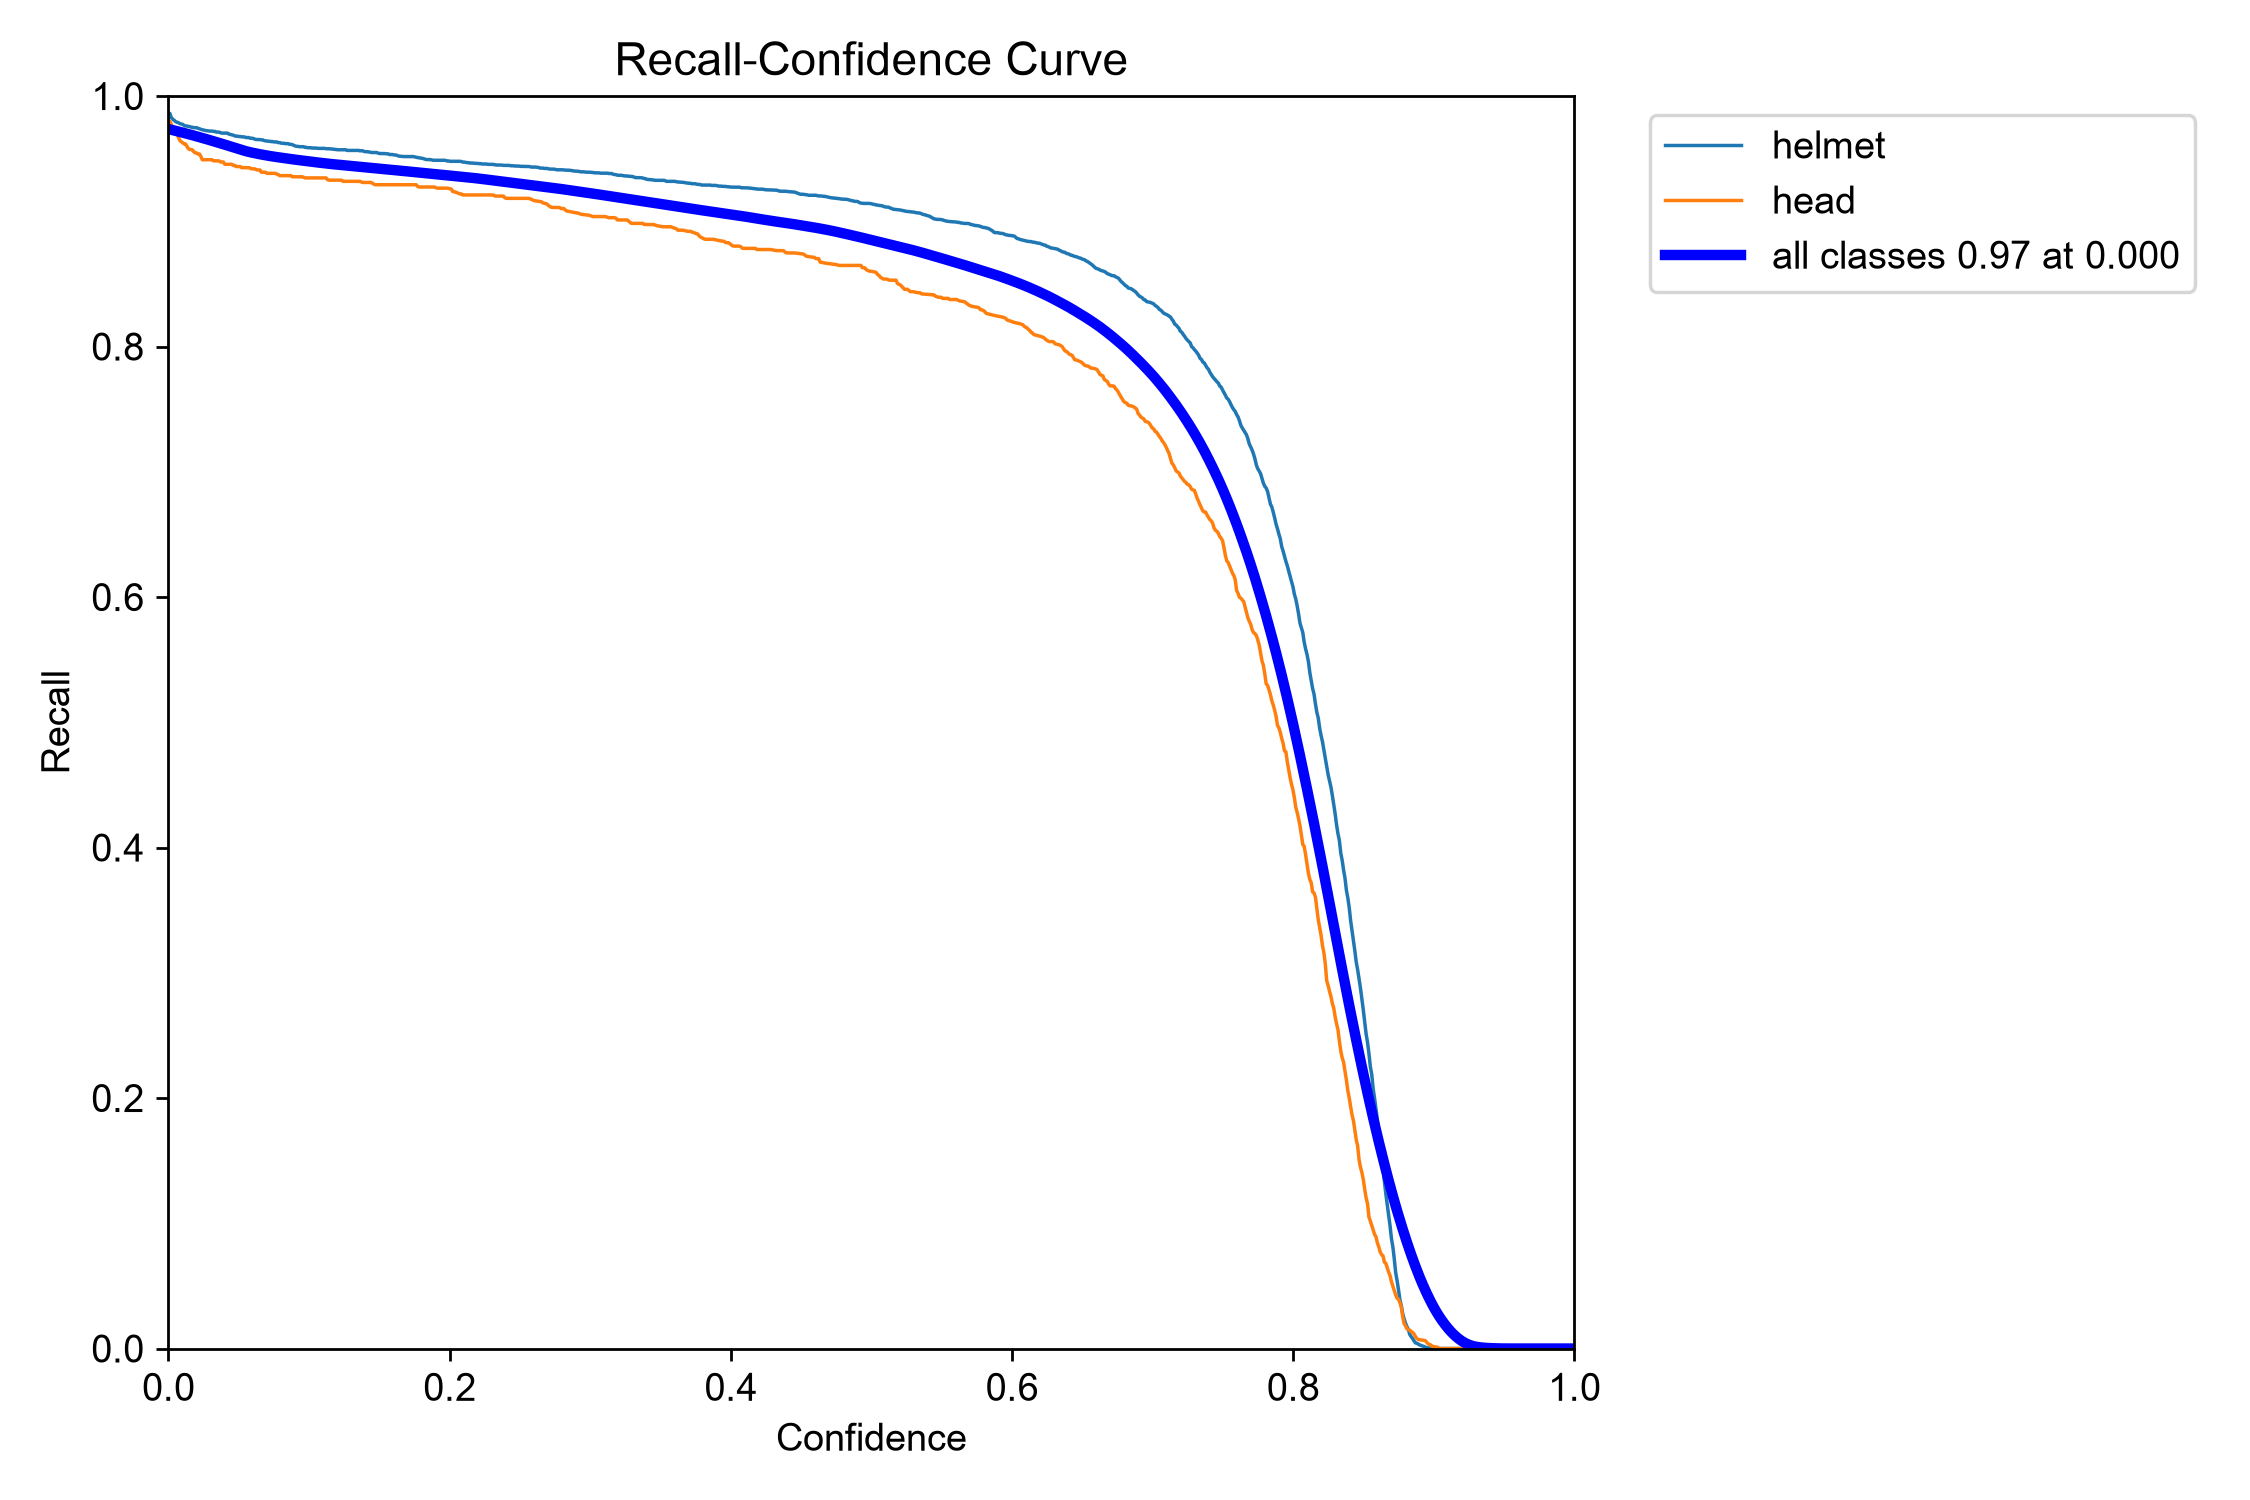 Recall-Confidence Curve
1.0
0.8
0.6
0.4
0.2
0.0
Recall
0.0 0.2 0.4 0.6 0.8 1.0
Confidence
helmet
head
all classes 0.97 at 0.000